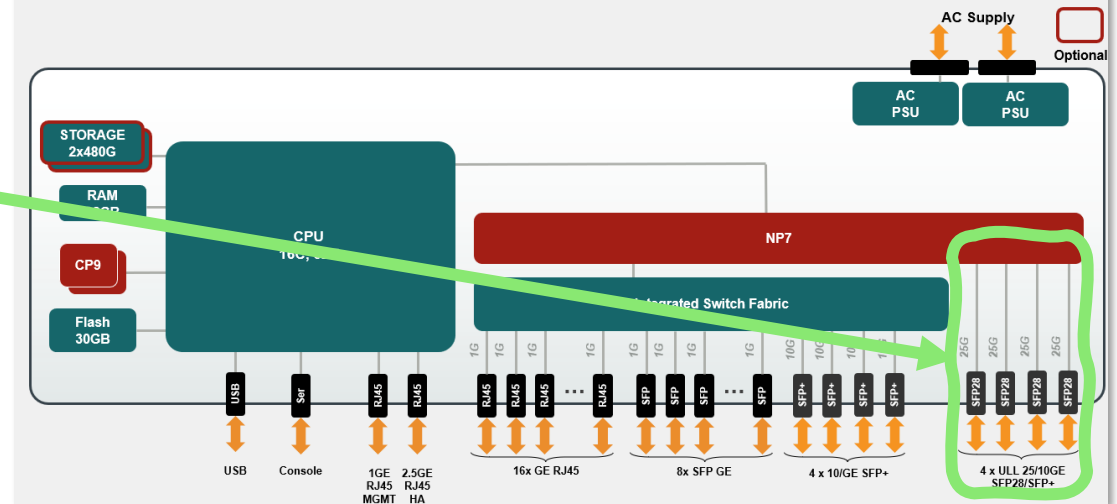 AC Supply
Optional
AC
PSU
AC
PSU
STORAGE
2x480G
RAM
CPU
NP7
CP9
Integrated Switch Fabric
Flash
30GB
1G
1G
1G
1G
1G
1G
1G
1G
10G
10G
25G
25G
25G
25G
USB
Ser
RJ45
RJ45
RJ45
RJ45
RJ45
...
RJ45
SFP
SFP
SFP
...
SFP
SFP+
SFP+
SFP+
SFP+
SFP28
SFP28
SFP28
SFP28
USB
Console
1GE
RJ45
MGMT
2.5GE
RJ45
HA
16x GE RJ45
8x SFP GE
4 x 10/GE SFP+
4 x ULL 25/10GE
SFP28/SFP+